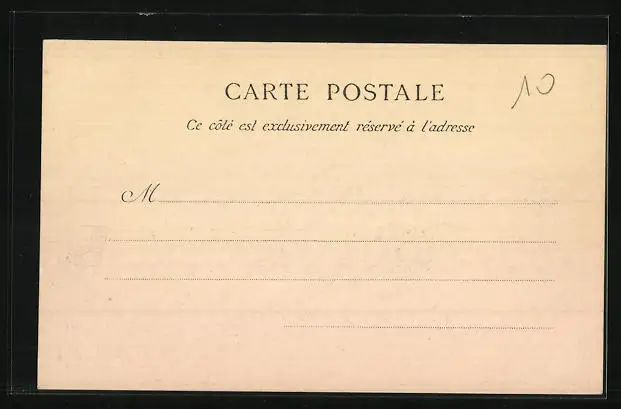 10
CARTE POSTALE
Ce côté est exclusivement réservé à l'adresse
M